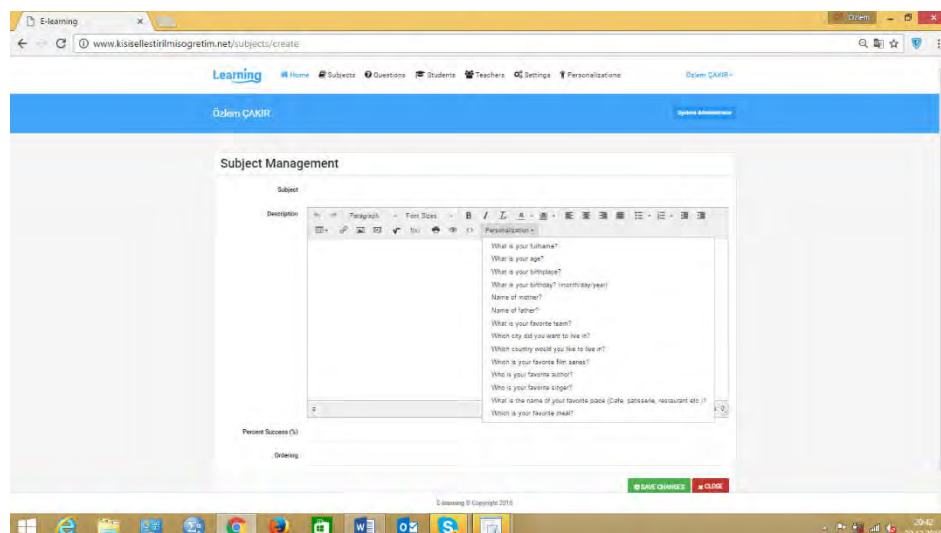 E-learning
Özlem
www.kisisellestirilmisogretim.net/subjects/create
Learning Home Subjects Questions Students Teachers Settings Personalizations Özlem ÇAKIR
Özlem ÇAKIR System Administrator
Subject Management
Subject
Description Paragraph Font Sizes B I
f(x) Personalization
What is your fullname?
What is your age?
What is your birthplace?
What is your birthday? (month/day/year)
Name of mother?
Name of father?
What is your favorite team?
Which city did you want to live in?
Which country would you like to live in?
Which is your favorite film series?
Who is your favorite author?
Who is your favorite singer?
What is the name of your favorite place (Cafe, patisserie, restaurant etc.)?
Which is your favorite meal?
Percent Success (%)
Ordering
SAVE CHANGES CLOSE
E-learning © Copyright 2016
20:42